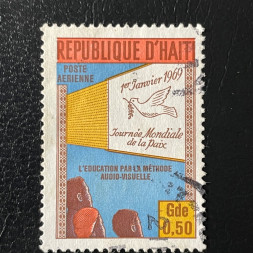 REPUBLIQUE D'HAITI
POSTE
AERIENNE
1er Janvier 1969
Journée Mondiale
de la Paix
L'EDUCATION PAR LA METHODE
AUDIO-VISUELLE
Gde
0,50